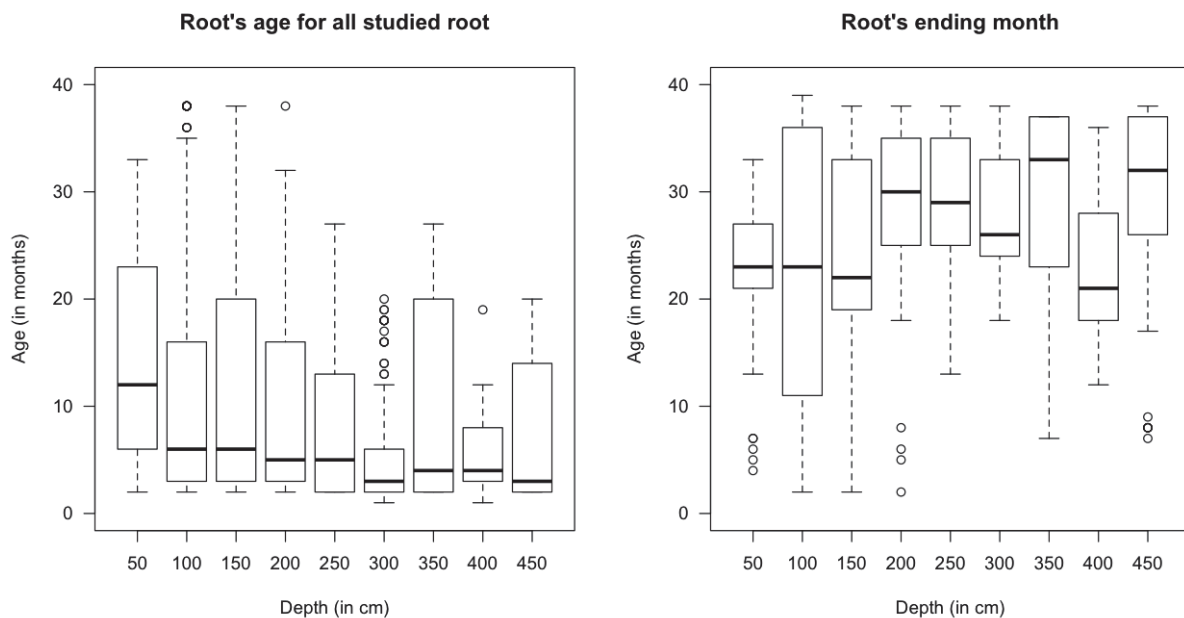 Root's age for all studied root
40
30
20
10
0
Age (in months)
50 100 150 200 250 300 350 400 450
Depth (in cm)
Root's ending month
40
30
20
10
0
Age (in months)
50 100 150 200 250 300 350 400 450
Depth (in cm)